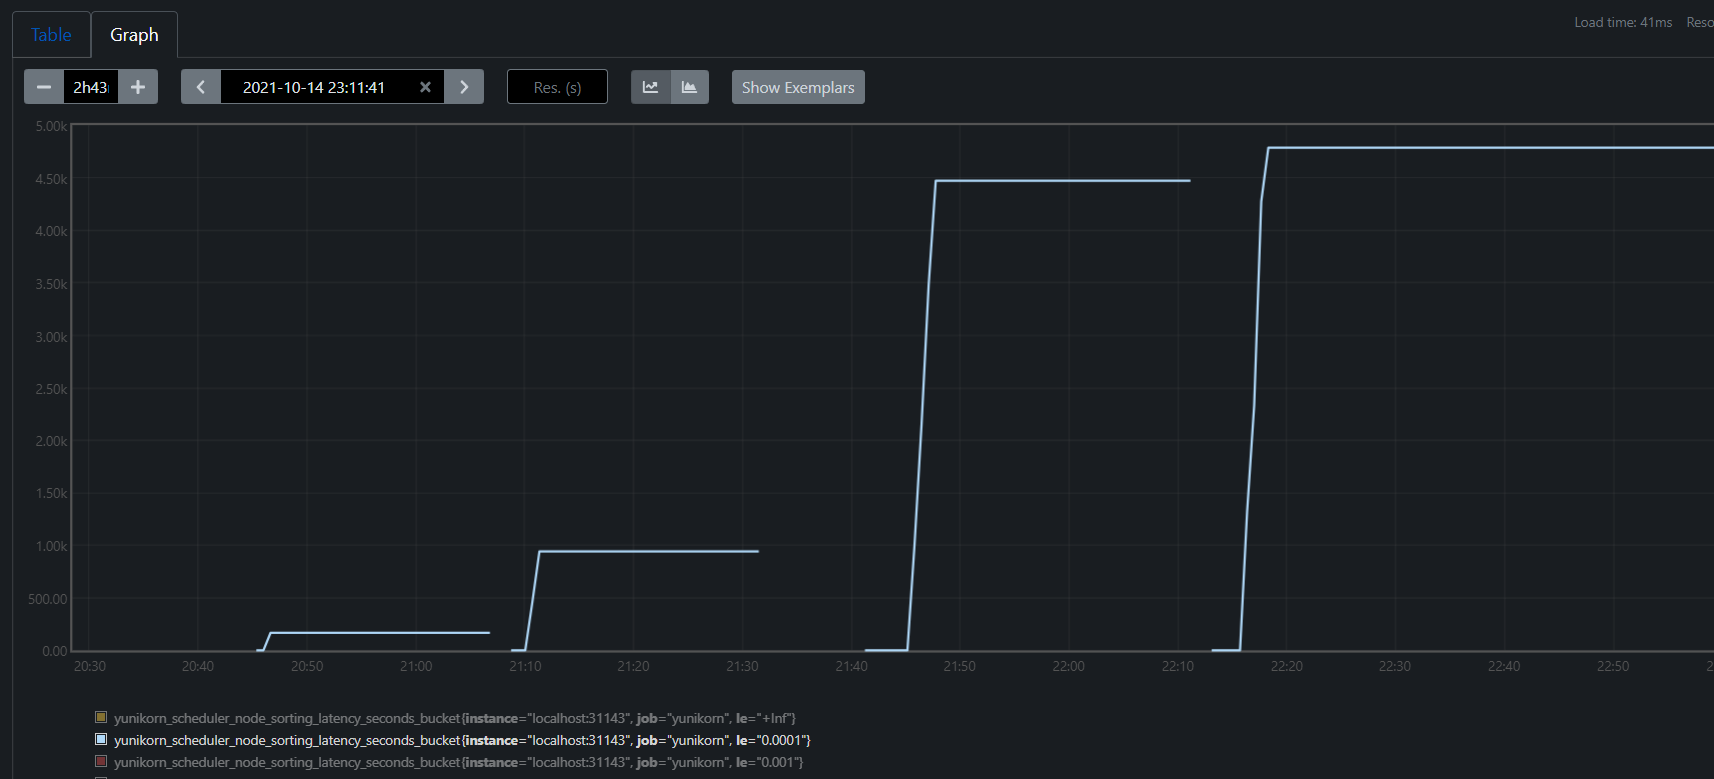 Table Graph Load time: 41ms Reso
2h43 2021-10-14 23:11:41 Res. (s) Show Exemplars
5.00k
4.50k
4.00k
3.50k
3.00k
2.50k
2.00k
1.50k
1.00k
500.00
0.00
20:30 20:40 20:50 21:00 21:10 21:20 21:30 21:40 21:50 22:00 22:10 22:20 22:30 22:40 22:50 2
yunikorn_scheduler_node_sorting_latency_seconds_bucket{instance="localhost:31143", job="yunikorn", le="+Inf"}
yunikorn_scheduler_node_sorting_latency_seconds_bucket{instance="localhost:31143", job="yunikorn", le="0.0001"}
yunikorn_scheduler_node_sorting_latency_seconds_bucket{instance="localhost:31143", job="yunikorn", le="0.001"}